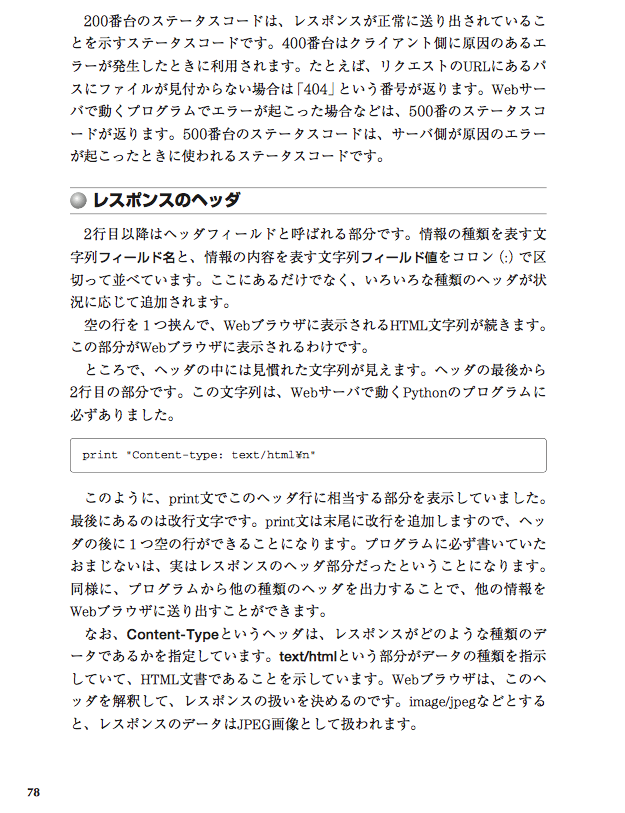 200番台のステータスコードは、レスポンスが正常に送り出されているこ
とを示すステータスコードです。400番台はクライアント側に原因のあるエ
ラーが発生したときに利用されます。たとえば、リクエストのURLにあるパ
スにファイルが見付からない場合は「404」という番号が返ります。Webサー
バで動くプログラムでエラーが起こった場合などは、500番のステータスコ
ードが返ります。500番台のステータスコードは、サーバ側が原因のエラー
が起こったときに使われるステータスコードです。
レスポンスのヘッダ
2行目以降はヘッダフィールドと呼ばれる部分です。情報の種類を表す文
字列フィールド名と、情報の内容を表す文字列フィールド値をコロン（:）で区
切って並べています。ここにあるだけでなく、いろいろな種類のヘッダが状
況に応じて追加されます。
空の行を１つ挟んで、Webブラウザに表示されるHTML文字列が続きます。
この部分がWebブラウザに表示されるわけです。
ところで、ヘッダの中には見慣れた文字列が見えます。ヘッダの最後から
2行目の部分です。この文字列は、Webサーバで動くPythonのプログラムに
必ずありました。
print "Content-type: text/html¥n"
このように、print文でこのヘッダ行に相当する部分を表示していました。
最後にあるのは改行文字です。print文は末尾に改行を追加しますので、ヘッ
ダの後に１つ空の行ができることになります。プログラムに必ず書いていた
おまじないは、実はレスポンスのヘッダ部分だったということになります。
同様に、プログラムから他の種類のヘッダを出力することで、他の情報を
Webブラウザに送り出すことができます。
なお、Content-Typeというヘッダは、レスポンスがどのような種類のデ
ータであるかを指定しています。text/htmlという部分がデータの種類を指示
していて、HTML文書であることを示しています。Webブラウザは、このヘ
ッダを解釈して、レスポンスの扱いを決めるのです。image/jpegなどとする
と、レスポンスのデータはJPEG画像として扱われます。
78